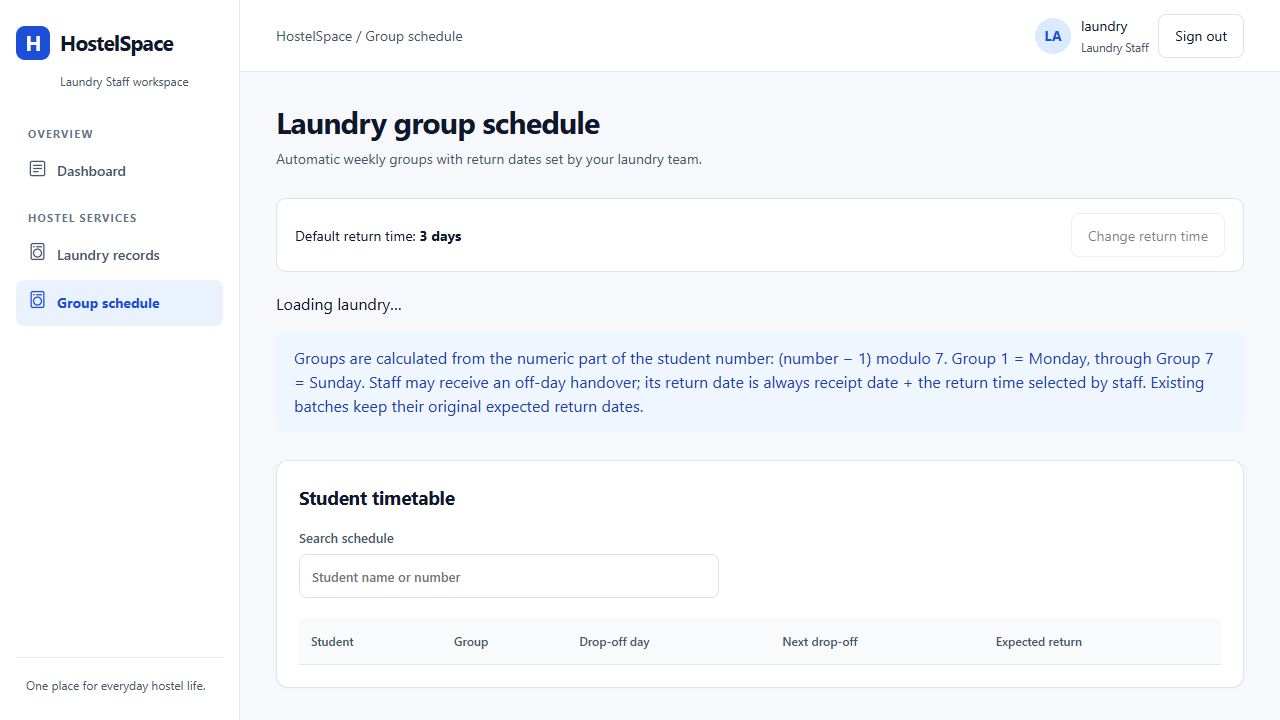 H HostelSpace
Laundry Staff workspace
OVERVIEW
Dashboard
HOSTEL SERVICES
Laundry records
Group schedule
One place for everyday hostel life.
HostelSpace / Group schedule
LA
laundry
Laundry Staff
Sign out
Laundry group schedule
Automatic weekly groups with return dates set by your laundry team.
Default return time: 3 days
Change return time
Loading laundry...
Groups are calculated from the numeric part of the student number: (number − 1) modulo 7. Group 1 = Monday, through Group 7
= Sunday. Staff may receive an off-day handover; its return date is always receipt date + the return time selected by staff. Existing
batches keep their original expected return dates.
Student timetable
Search schedule
Student name or number
Student Group Drop-off day Next drop-off Expected return